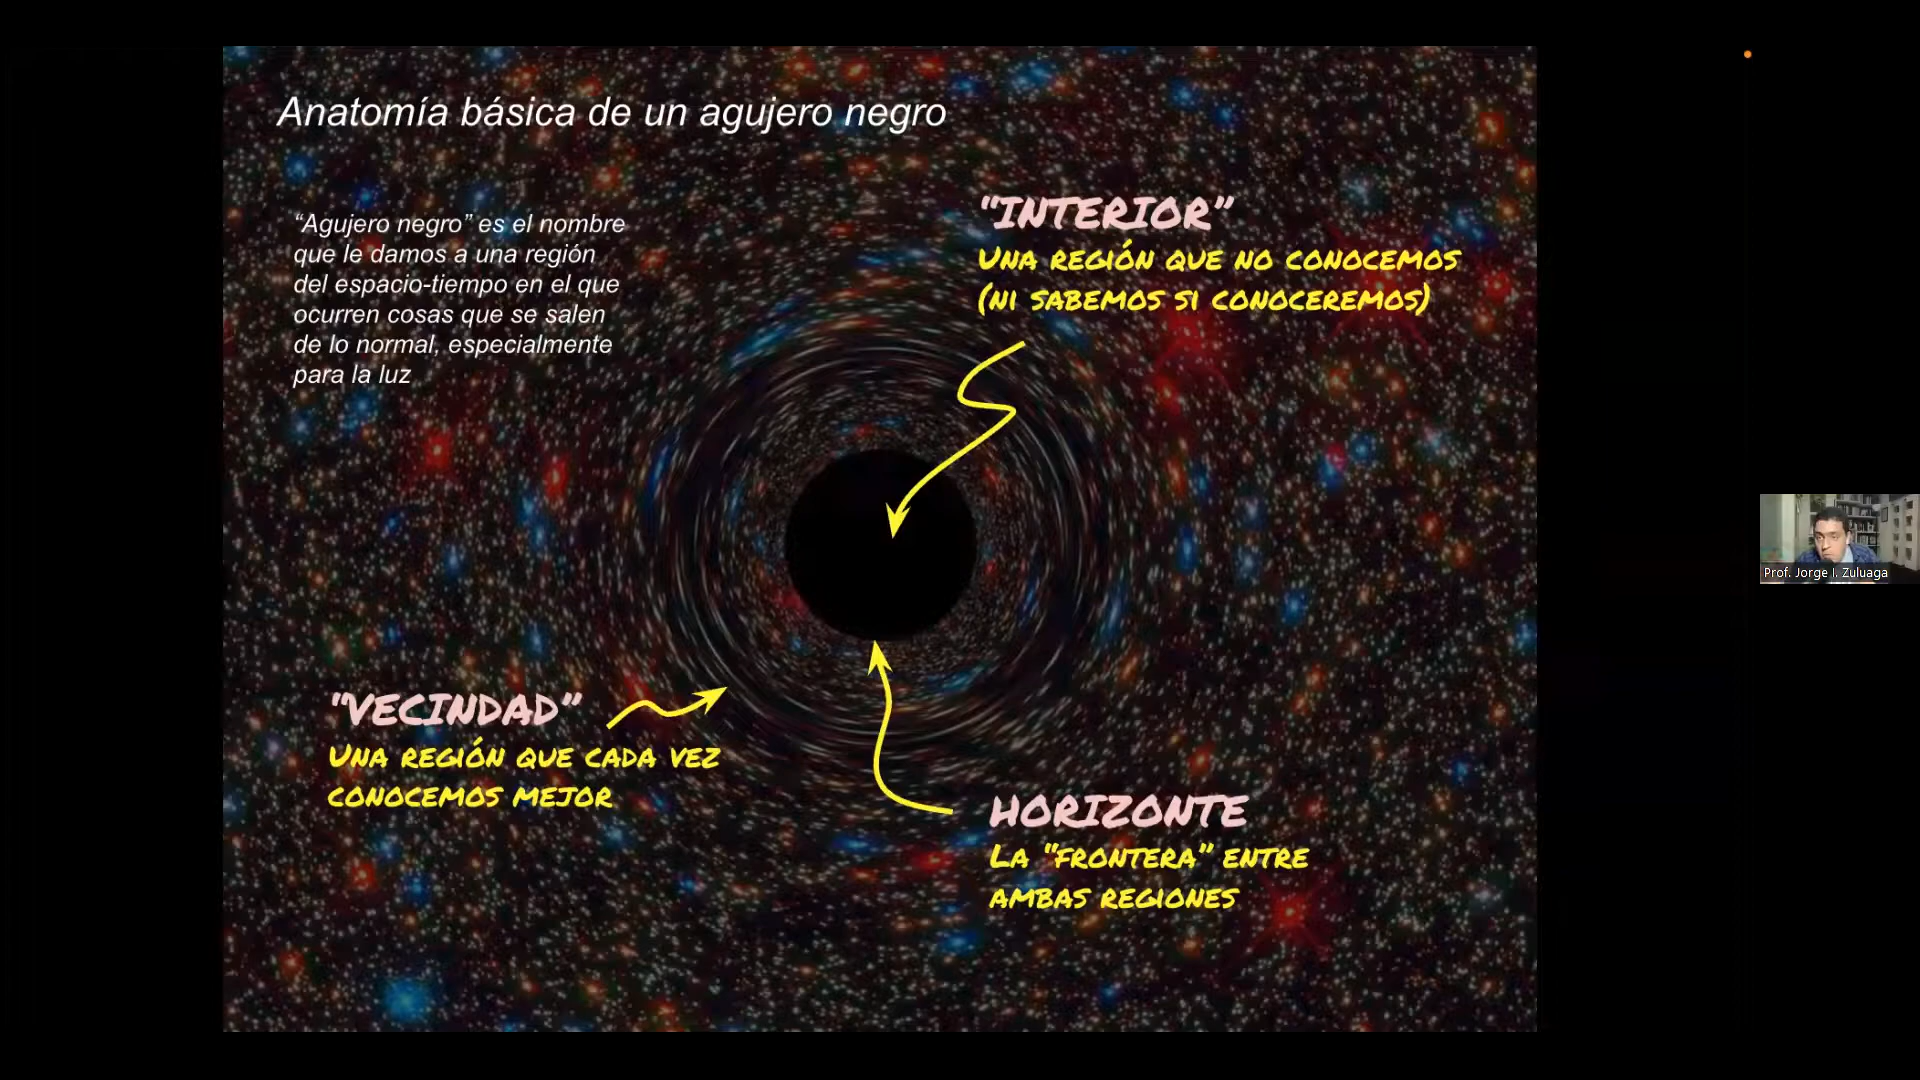 Anatomía básica de un agujero negro
“Agujero negro” es el nombre
que le damos a una región
del espacio-tiempo en el que
ocurren cosas que se salen
de lo normal, especialmente
para la luz
“INTERIOR”
UNA REGIÓN QUE NO CONOCEMOS
(NI SABEMOS SI CONOCEREMOS)
“VECINDAD”
UNA REGIÓN QUE CADA VEZ
CONOCEMOS MEJOR
HORIZONTE
LA “FRONTERA” ENTRE
AMBAS REGIONES
Prof. Jorge I. Zuluaga